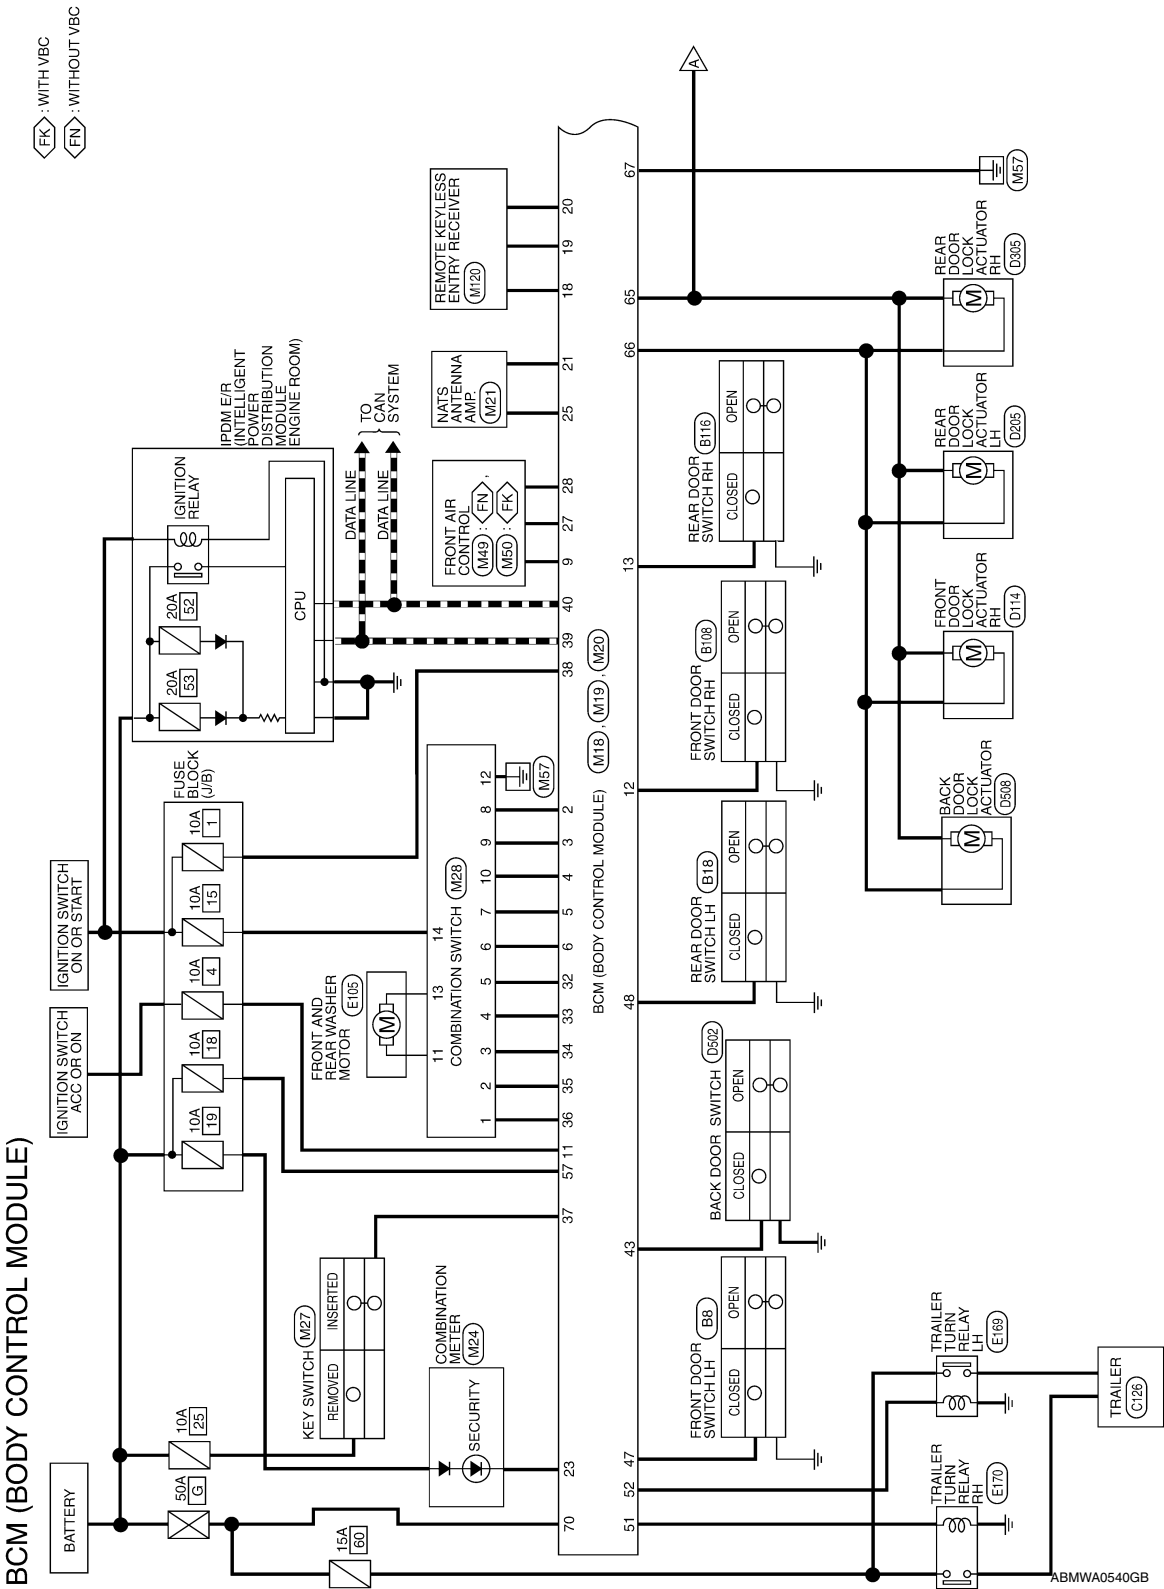 BCM (BODY CONTROL MODULE)
FK : WITH VBC
FN : WITHOUT VBC
BATTERY
IGNITION SWITCH
ACC OR ON
IGNITION SWITCH
ON OR START
50A
G
10A
25
15A
60
10A
19
10A
18
10A
4
10A
15
10A
1
FUSE
BLOCK
(J/B)
20A
53
20A
52
IGNITION
RELAY
CPU
IPDM E/R
(INTELLIGENT
POWER
DISTRIBUTION
MODULE
ENGINE ROOM)
KEY SWITCH M27
REMOVED
INSERTED
COMBINATION
METER
M24
SECURITY
FRONT AND
REAR WASHER
MOTOR
E105
M
11
13
14
COMBINATION SWITCH M28
1
2
3
4
5
6
7
10
9
8
12
M57
DATA LINE
DATA LINE
TO
CAN
SYSTEM
FRONT AIR
CONTROL
M49 : FN ,
M50 : FK
NATS
ANTENNA
AMP.
M21
REMOTE KEYLESS
ENTRY RECEIVER
M120
70
23
37
57
11
36
35
34
33
32
6
5
4
3
2
38
39
40
9
27
28
25
21
18
19
20
BCM (BODY CONTROL MODULE)
M18 , M19 , M20
51
52
47
43
48
12
13
66
65
67
A
FRONT DOOR
SWITCH LH
B8
CLOSED
OPEN
BACK DOOR SWITCH
D502
CLOSED
OPEN
REAR DOOR
SWITCH LH
B18
CLOSED
OPEN
FRONT DOOR
SWITCH RH
B108
CLOSED
OPEN
REAR DOOR
SWITCH RH
B116
CLOSED
OPEN
M57
TRAILER
TURN
RELAY
RH
E170
TRAILER
TURN
RELAY
LH
E169
TRAILER
C126
BACK
DOOR
LOCK
ACTUATOR
D508
M
FRONT
DOOR
LOCK
ACTUATOR
RH
D114
M
REAR
DOOR
LOCK
ACTUATOR
LH
D205
M
REAR
DOOR
LOCK
ACTUATOR
RH
D305
M
ABMWA0540GB